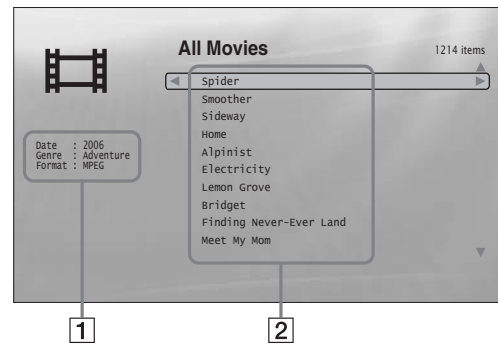 All Movies
1214 items
Spider
Smoother
Sideway
Home
Alpinist
Electricity
Lemon Grove
Bridget
Finding Never-Ever Land
Meet My Mom
Date : 2006
Genre : Adventure
Format : MPEG
1
2